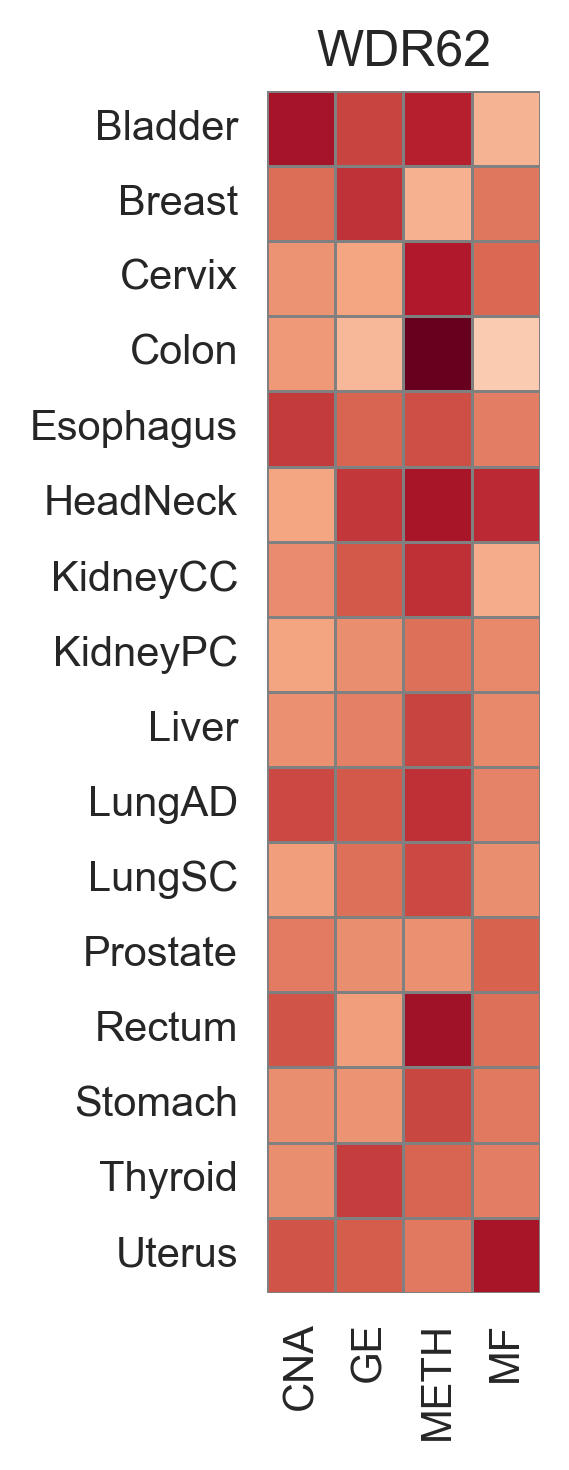 WDR62
Bladder
Breast
Cervix
Colon
Esophagus
HeadNeck
KidneyCC
KidneyPC
Liver
LungAD
LungSC
Prostate
Rectum
Stomach
Thyroid
Uterus
CNA
GE
METH
MF